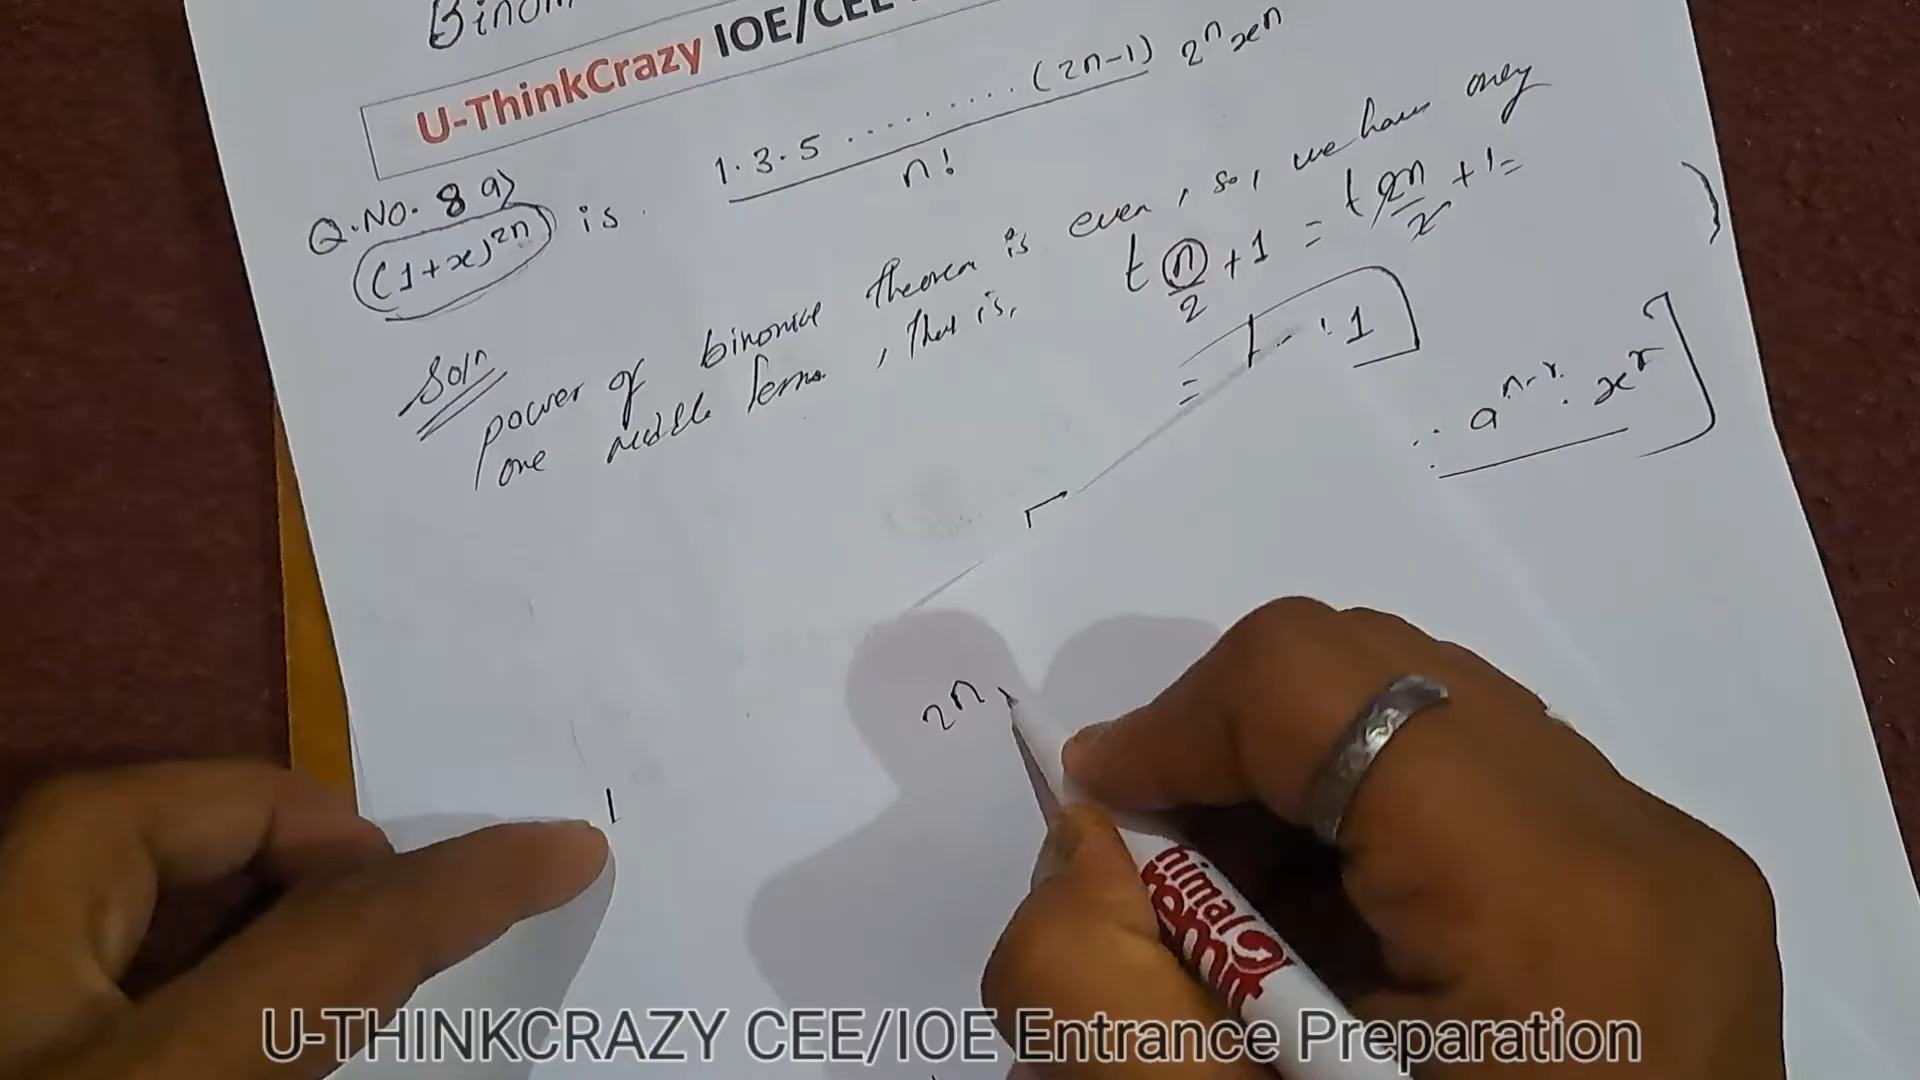 Binom
U-ThinkCrazy IOE/CEE
Q.NO. 8 a>
(1+x)^2n is 1.3.5 .......... (2n-1) 2^n x^n
n!
Soln
power of binomial theorem is even, so, we have only
one middle term, that is, t n/2 + 1 = t 2n/2 + 1 =
= t . . 1
a^n-r . x^r
2n
U-THINKCRAZY CEE/IOE Entrance Preparation